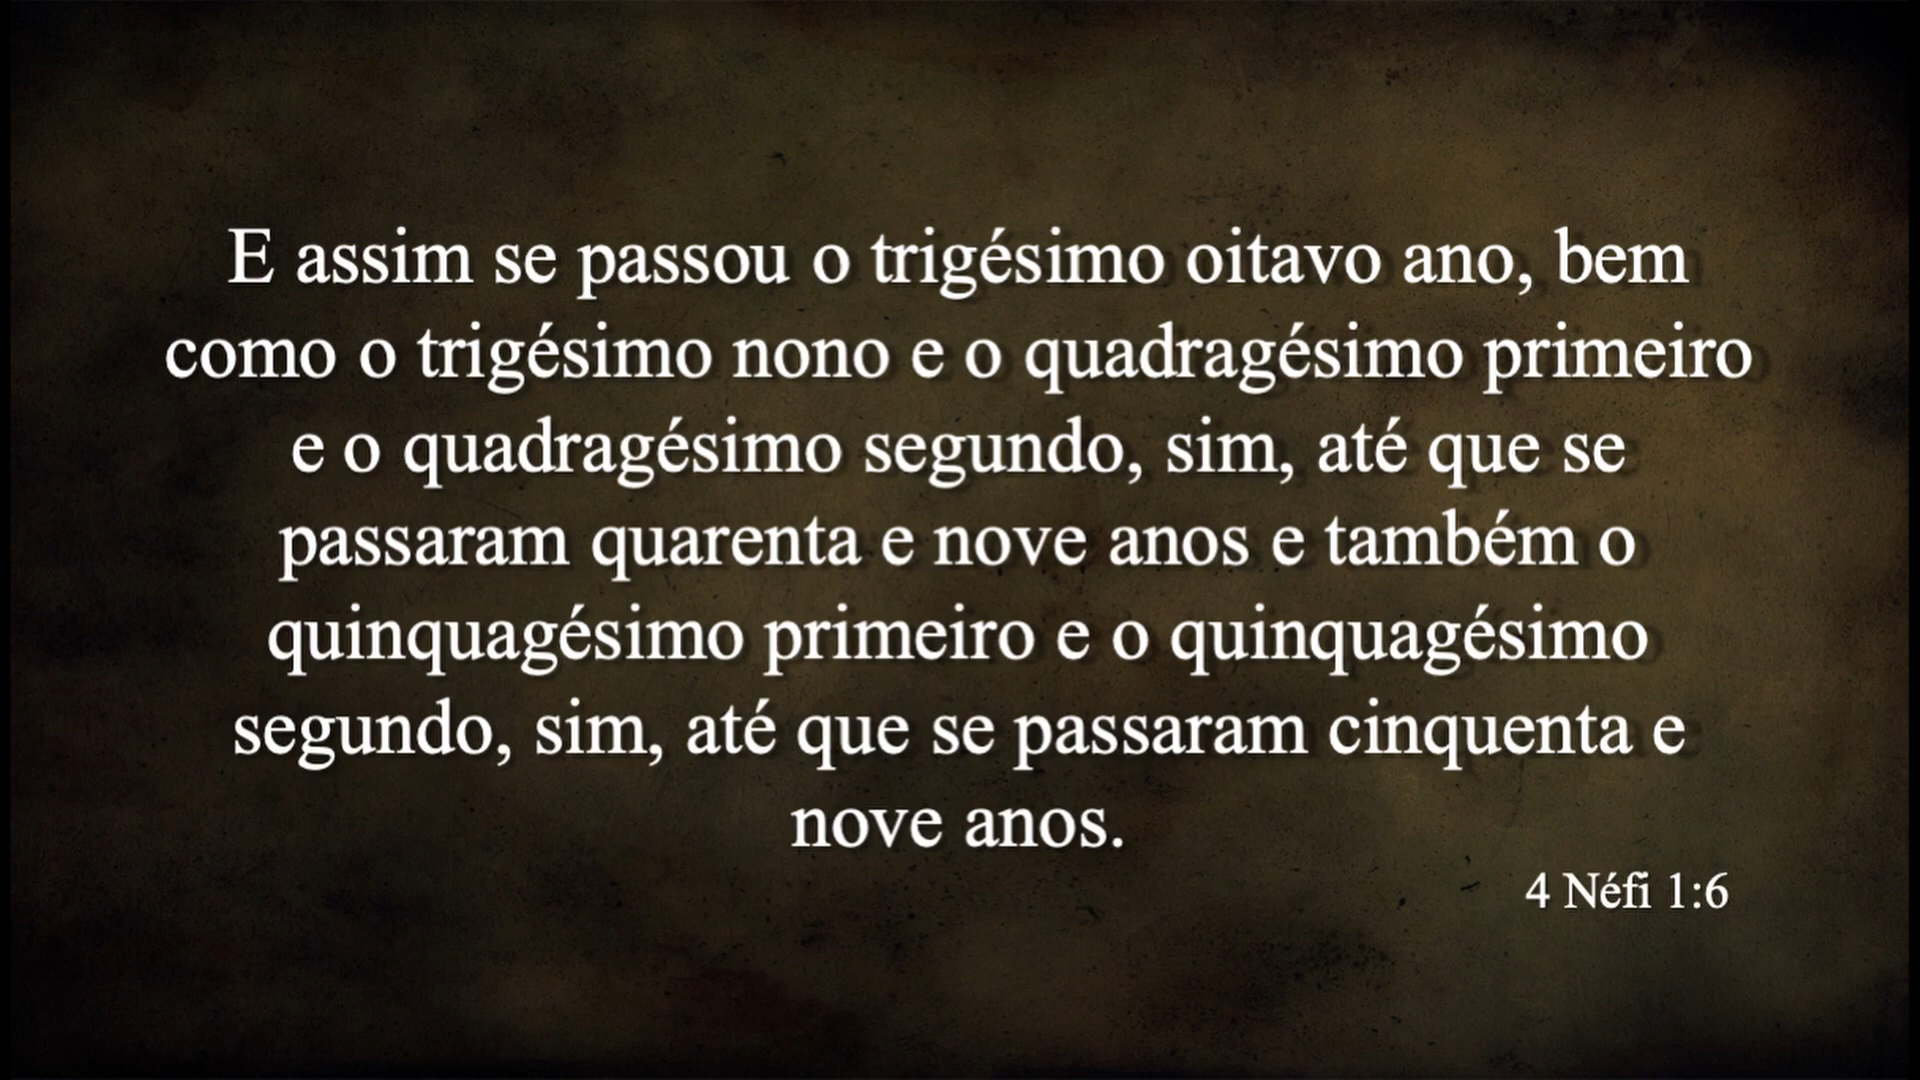 E assim se passou o trigésimo oitavo ano, bem
como o trigésimo nono e o quadragésimo primeiro
e o quadragésimo segundo, sim, até que se
passaram quarenta e nove anos e também o
quinquagésimo primeiro e o quinquagésimo
segundo, sim, até que se passaram cinquenta e
nove anos.
4 Néfi 1:6